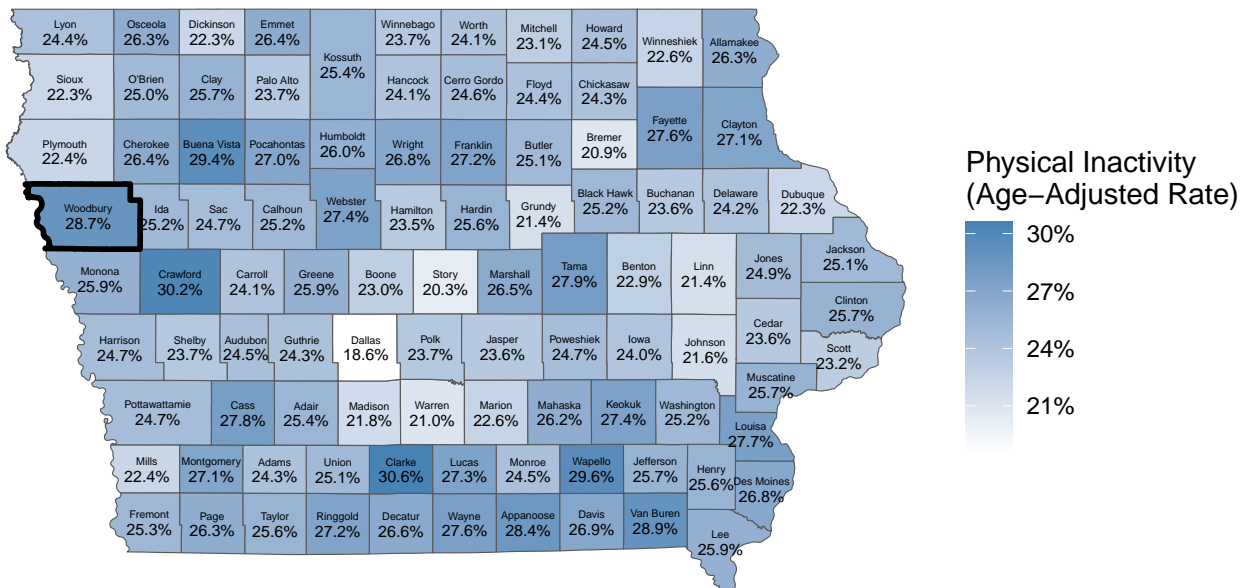 Lyon
24.4%
Osceola
26.3%
Dickinson
22.3%
Emmet
26.4%
Kossuth
25.4%
Winnebago
23.7%
Worth
24.1%
Mitchell
23.1%
Howard
24.5%
Winneshiek
22.6%
Allamakee
26.3%
Sioux
22.3%
O'Brien
25.0%
Clay
25.7%
Palo Alto
23.7%
Hancock
24.1%
Cerro Gordo
24.6%
Floyd
24.4%
Chickasaw
24.3%
Fayette
27.6%
Clayton
27.1%
Plymouth
22.4%
Cherokee
26.4%
Buena Vista
29.4%
Pocahontas
27.0%
Humboldt
26.0%
Wright
26.8%
Franklin
27.2%
Butler
25.1%
Bremer
20.9%
Woodbury
28.7%
Ida
25.2%
Sac
24.7%
Calhoun
25.2%
Webster
27.4%
Hamilton
23.5%
Hardin
25.6%
Grundy
21.4%
Black Hawk
25.2%
Buchanan
23.6%
Delaware
24.2%
Dubuque
22.3%
Monona
25.9%
Crawford
30.2%
Carroll
24.1%
Greene
25.9%
Boone
23.0%
Story
20.3%
Marshall
26.5%
Tama
27.9%
Benton
22.9%
Linn
21.4%
Jones
24.9%
Jackson
25.1%
Clinton
25.7%
Harrison
24.7%
Shelby
23.7%
Audubon
24.5%
Guthrie
24.3%
Dallas
18.6%
Polk
23.7%
Jasper
23.6%
Poweshiek
24.7%
Iowa
24.0%
Johnson
21.6%
Cedar
23.6%
Scott
23.2%
Muscatine
25.7%
Pottawattamie
24.7%
Cass
27.8%
Adair
25.4%
Madison
21.8%
Warren
21.0%
Marion
22.6%
Mahaska
26.2%
Keokuk
27.4%
Washington
25.2%
Louisa
27.7%
Mills
22.4%
Montgomery
27.1%
Adams
24.3%
Union
25.1%
Clarke
30.6%
Lucas
27.3%
Monroe
24.5%
Wapello
29.6%
Jefferson
25.7%
Henry
25.6%
Des Moines
26.8%
Fremont
25.3%
Page
26.3%
Taylor
25.6%
Ringgold
27.2%
Decatur
26.6%
Wayne
27.6%
Appanoose
28.4%
Davis
26.9%
Van Buren
28.9%
Lee
25.9%
Physical Inactivity
(Age−Adjusted Rate)
30%
27%
24%
21%